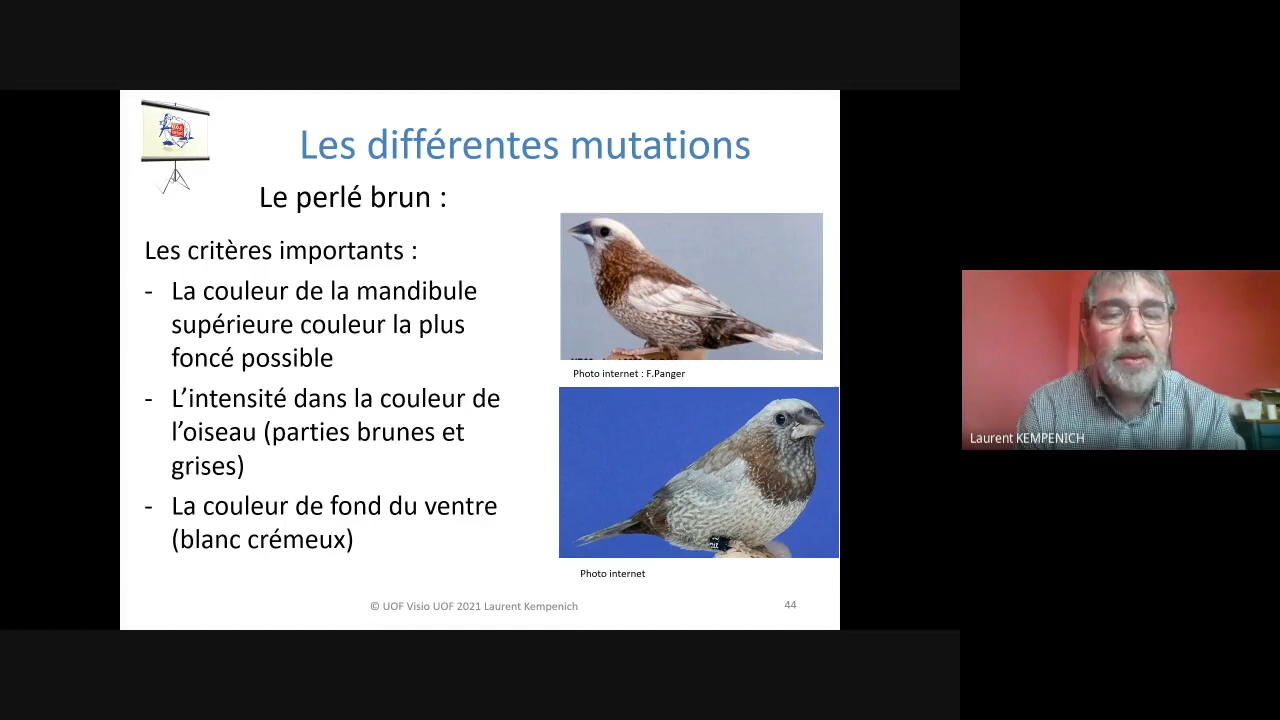 Les différentes mutations
Le perlé brun :
Les critères importants :
- La couleur de la mandibule
supérieure couleur la plus
foncé possible
- L'intensité dans la couleur de
l'oiseau (parties brunes et
grises)
- La couleur de fond du ventre
(blanc crémeux)
Photo internet : F.Panger
Photo internet
© UOF Visio UOF 2021 Laurent Kempenich
44
Laurent KEMPENICH